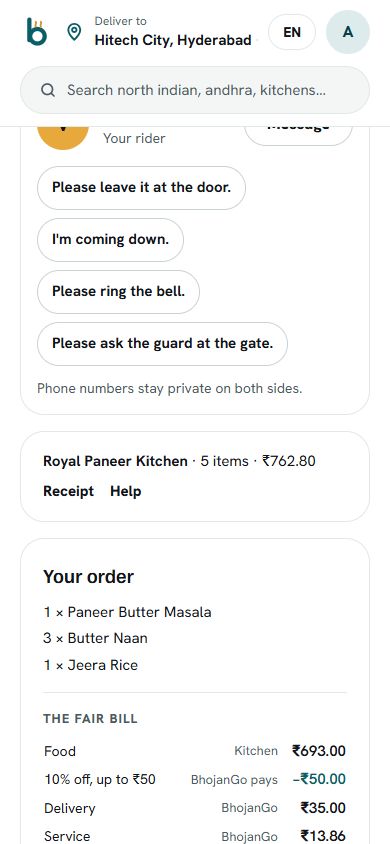 b
Deliver to
Hitech City, Hyderabad
EN
A
Search north indian, andhra, kitchens...
Your rider
Message
Please leave it at the door.
I'm coming down.
Please ring the bell.
Please ask the guard at the gate.
Phone numbers stay private on both sides.
Royal Paneer Kitchen · 5 items · ₹762.80
Receipt Help
Your order
1 × Paneer Butter Masala
3 × Butter Naan
1 × Jeera Rice
THE FAIR BILL
Food Kitchen ₹693.00
10% off, up to ₹50 BhojanGo pays −₹50.00
Delivery BhojanGo ₹35.00
Service BhojanGo ₹13.86